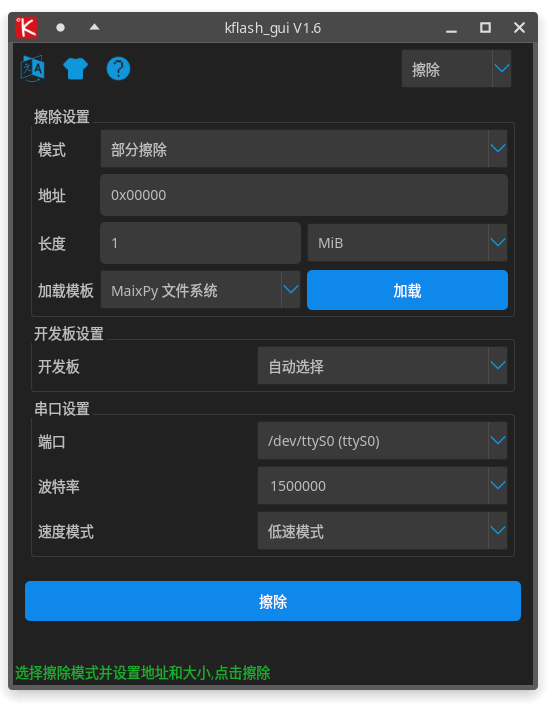 kflash_gui V1.6
擦除
擦除设置
模式 部分擦除
地址 0x00000
长度 1 MiB
加载模板 MaixPy 文件系统 加载
开发板设置
开发板 自动选择
串口设置
端口 /dev/ttyS0 (ttyS0)
波特率 1500000
速度模式 低速模式
擦除
选择擦除模式并设置地址和大小,点击擦除